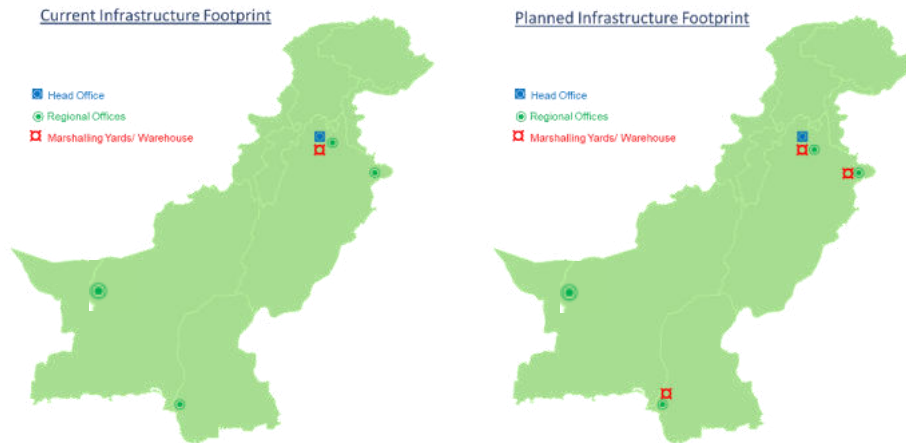 Current Infrastructure Footprint
Head Office
Regional Offices
Marshalling Yards/ Warehouse
Planned Infrastructure Footprint
Head Office
Regional Offices
Marshalling Yards/ Warehouse